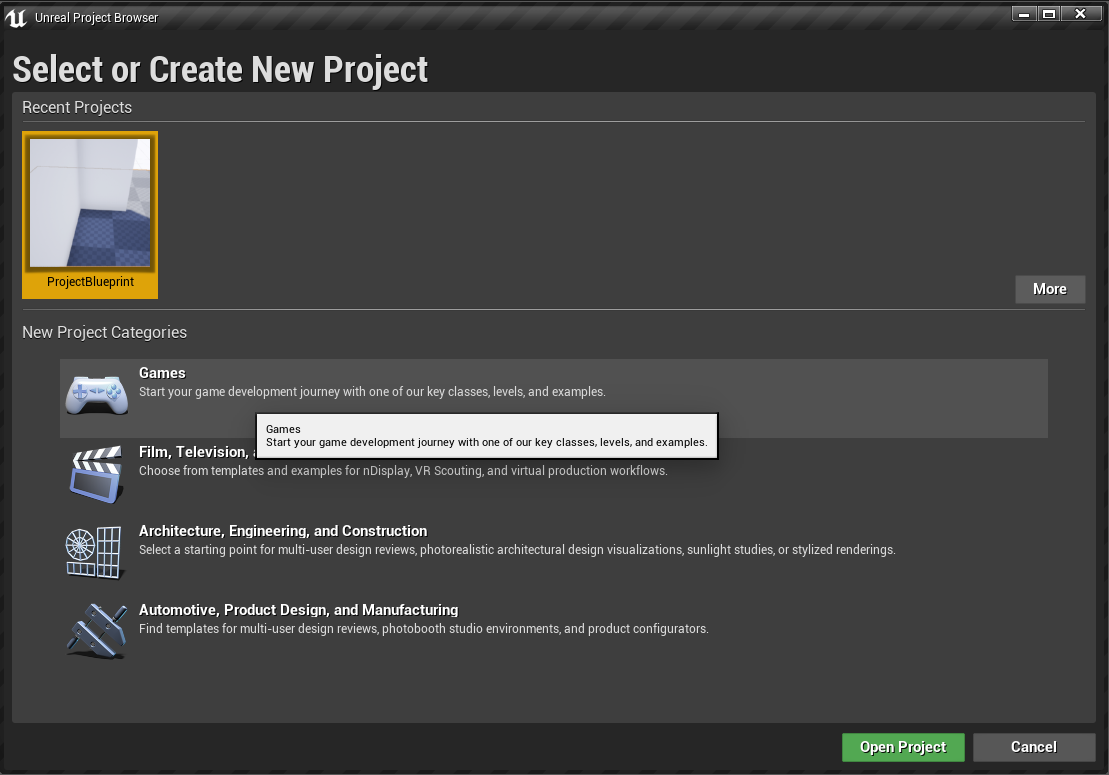 Unreal Project Browser
Select or Create New Project
Recent Projects
ProjectBlueprint
More
New Project Categories
Games
Start your game development journey with one of our key classes, levels, and examples.
Games
Start your game development journey with one of our key classes, levels, and examples.
Film, Television,
Choose from templates and examples for nDisplay, VR Scouting, and virtual production workflows.
Architecture, Engineering, and Construction
Select a starting point for multi-user design reviews, photorealistic architectural design visualizations, sunlight studies, or stylized renderings.
Automotive, Product Design, and Manufacturing
Find templates for multi-user design reviews, photobooth studio environments, and product configurators.
Open Project
Cancel